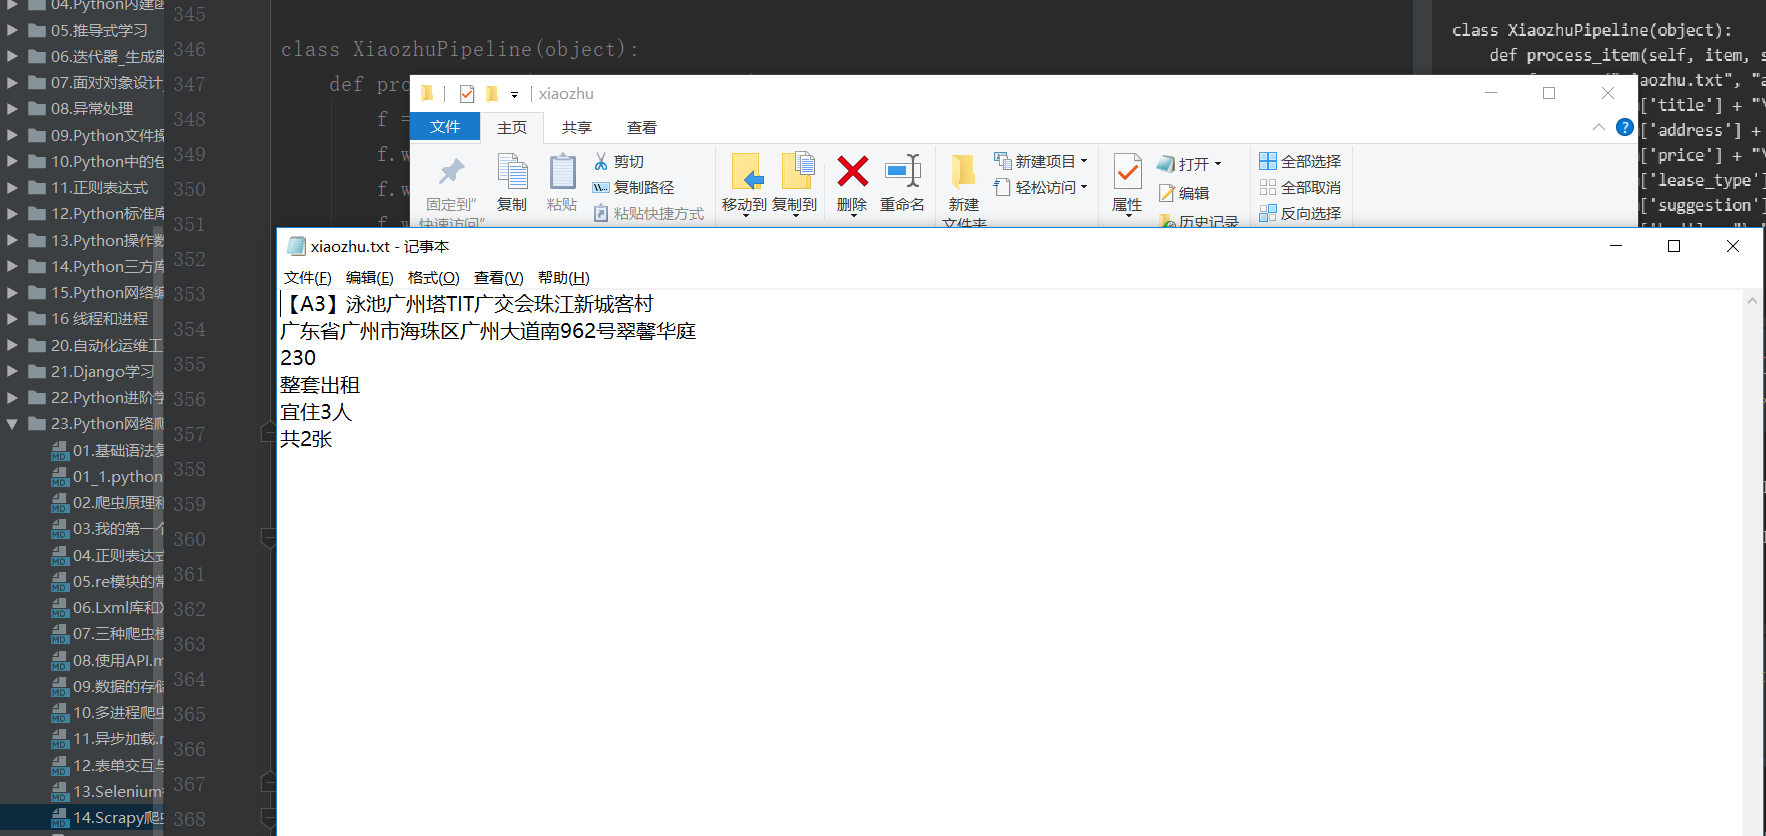 04.Python内建函
05.推导式学习
06.迭代器_生成器
07.面对对象设计_
08.异常处理
09.Python文件操
10.Python中的包
11.正则表达式
12.Python标准库
13.Python操作数
14.Python三方库
15.Python网络编
16 线程和进程
20.自动化运维工
21.Django学习
22.Python进阶学
23.Python网络爬
01.基础语法复
01_1.python
02.爬虫原理和
03.我的第一个
04.正则表达式
05.re模块的常
06.Lxml库和X
07.三种爬虫模
08.使用API.m
09.数据的存储
10.多进程爬虫
11.异步加载.r
12.表单交互与
13.Selenium
14.Scrapy爬虫
345
346
347
348
349
350
351
352
353
354
355
356
357
358
359
360
361
362
363
364
365
366
367
368
class XiaozhuPipeline(object):
def pro
f =
f.w
f.w
f.w
xiaozhu
文件 主页 共享 查看
固定到"
快速访问"
复制
粘贴
剪切
复制路径
粘贴快捷方式
移动到 复制到
删除 重命名
新建
文件夹
新建项目
轻松访问
属性
打开
编辑
历史记录
全部选择
全部取消
反向选择
class XiaozhuPipeline(object):
def process_item(self, item, s
aozhu.txt", "a
['title'] + "\
['address'] +
['price'] + "\
['lease_type']
['suggestion']
xiaozhu.txt - 记事本
文件(F) 编辑(E) 格式(O) 查看(V) 帮助(H)
【A3】泳池广州塔TIT广交会珠江新城客村
广东省广州市海珠区广州大道南962号翠馨华庭
230
整套出租
宜住3人
共2张